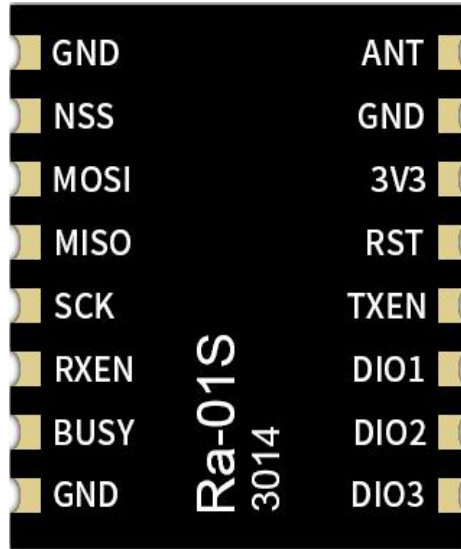 GND ANT
NSS GND
MOSI 3V3
MISO RST
SCK TXEN
RXEN DIO1
BUSY DIO2
GND DIO3
Ra-01S
3014